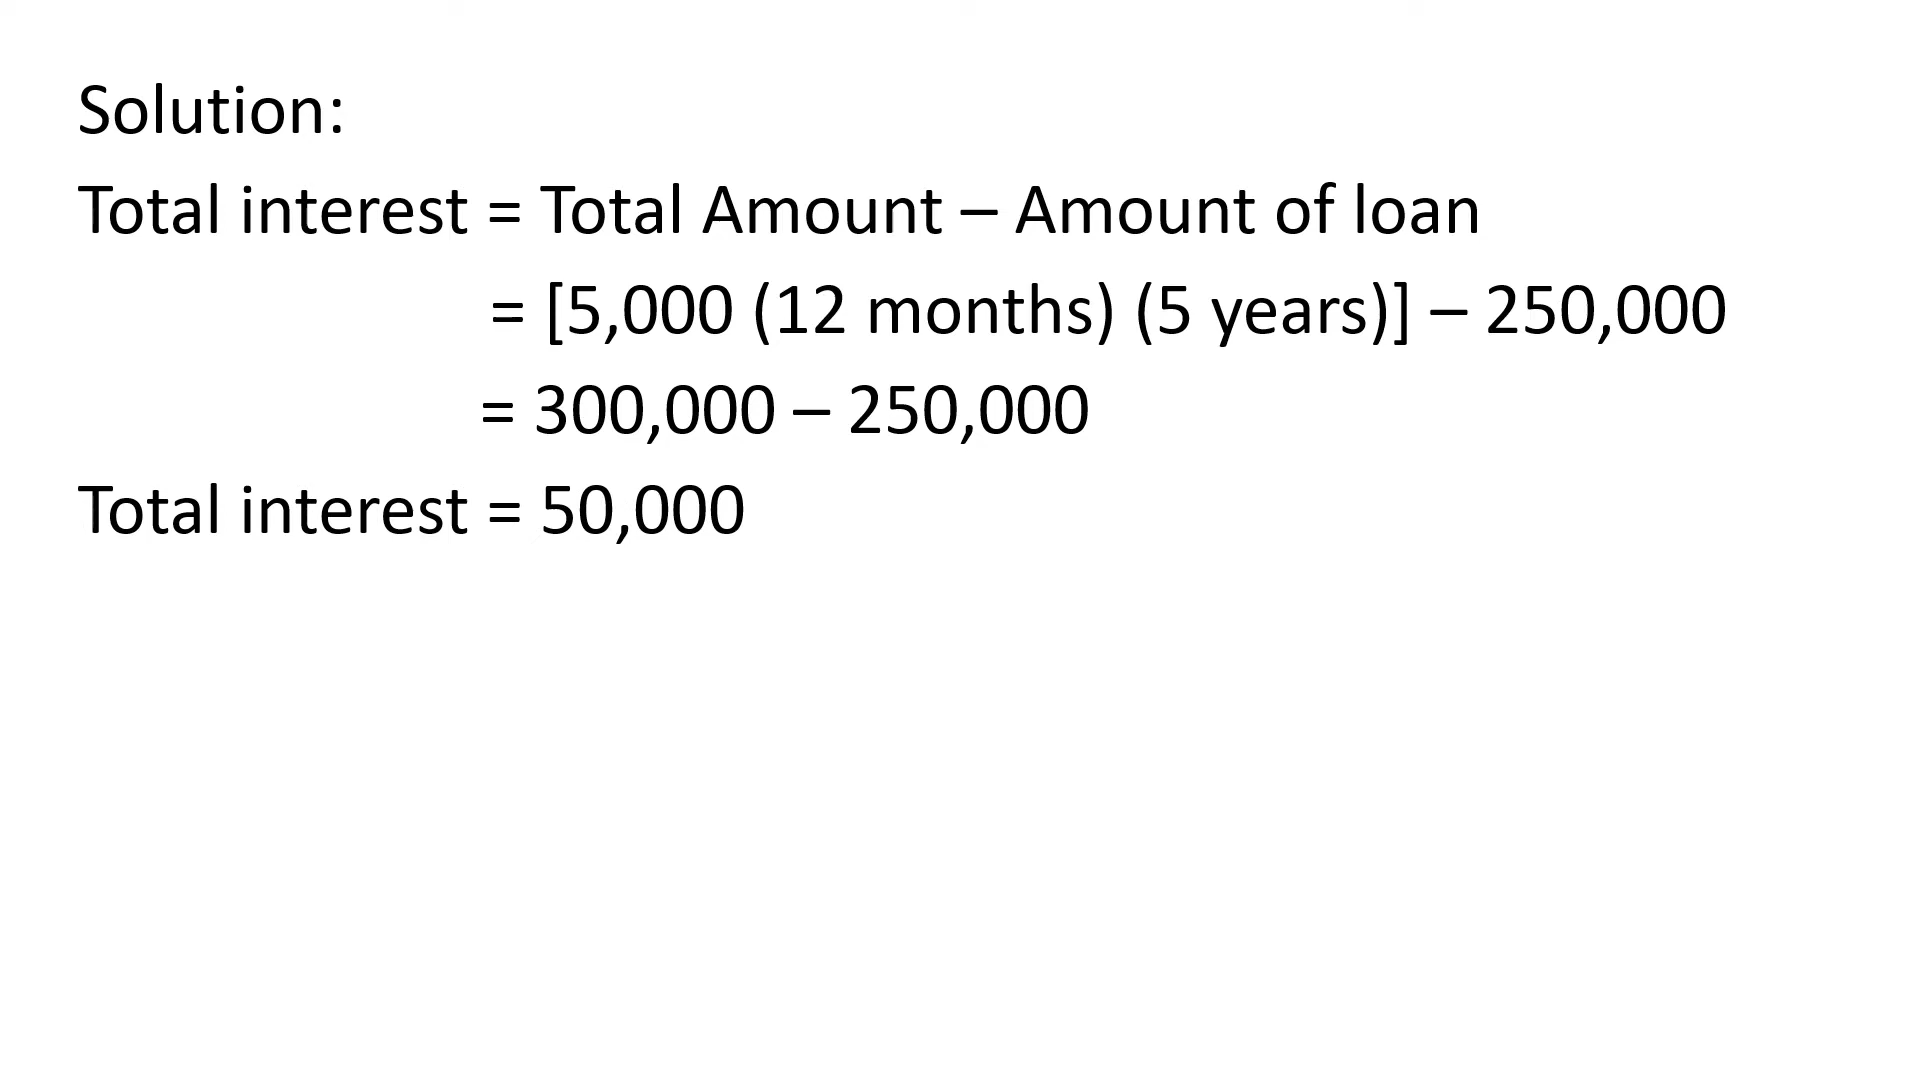 Solution:
Total interest = Total Amount – Amount of loan
= [5,000 (12 months) (5 years)] – 250,000
= 300,000 – 250,000
Total interest = 50,000